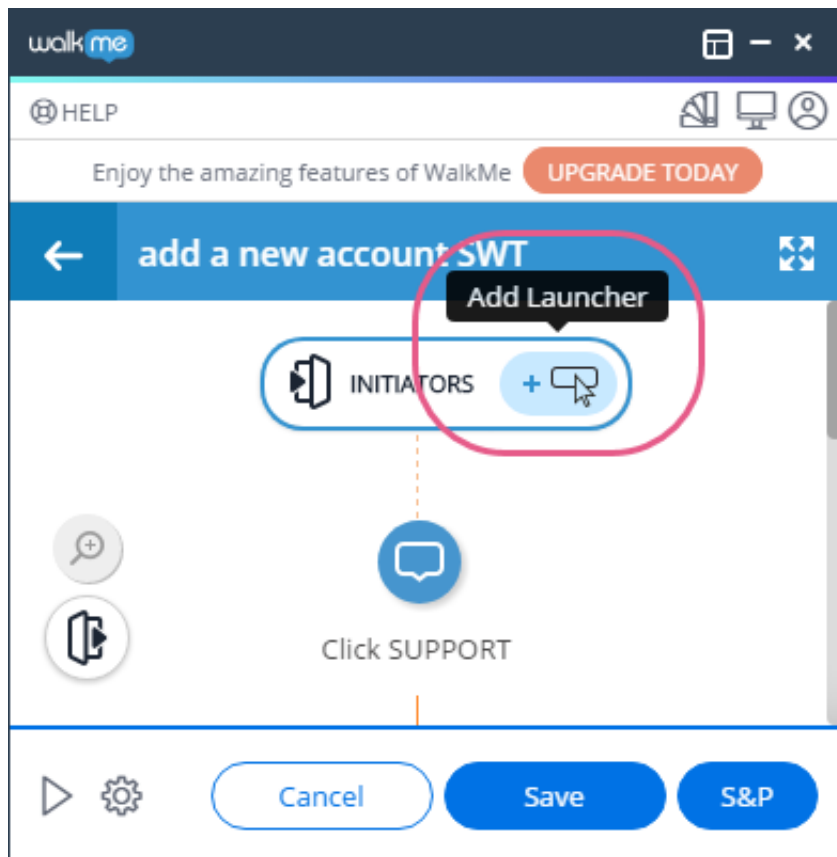 walkme
HELP
Enjoy the amazing features of WalkMe UPGRADE TODAY
add a new account SWT
Add Launcher
INITIATORS +
Click SUPPORT
Cancel Save S&P